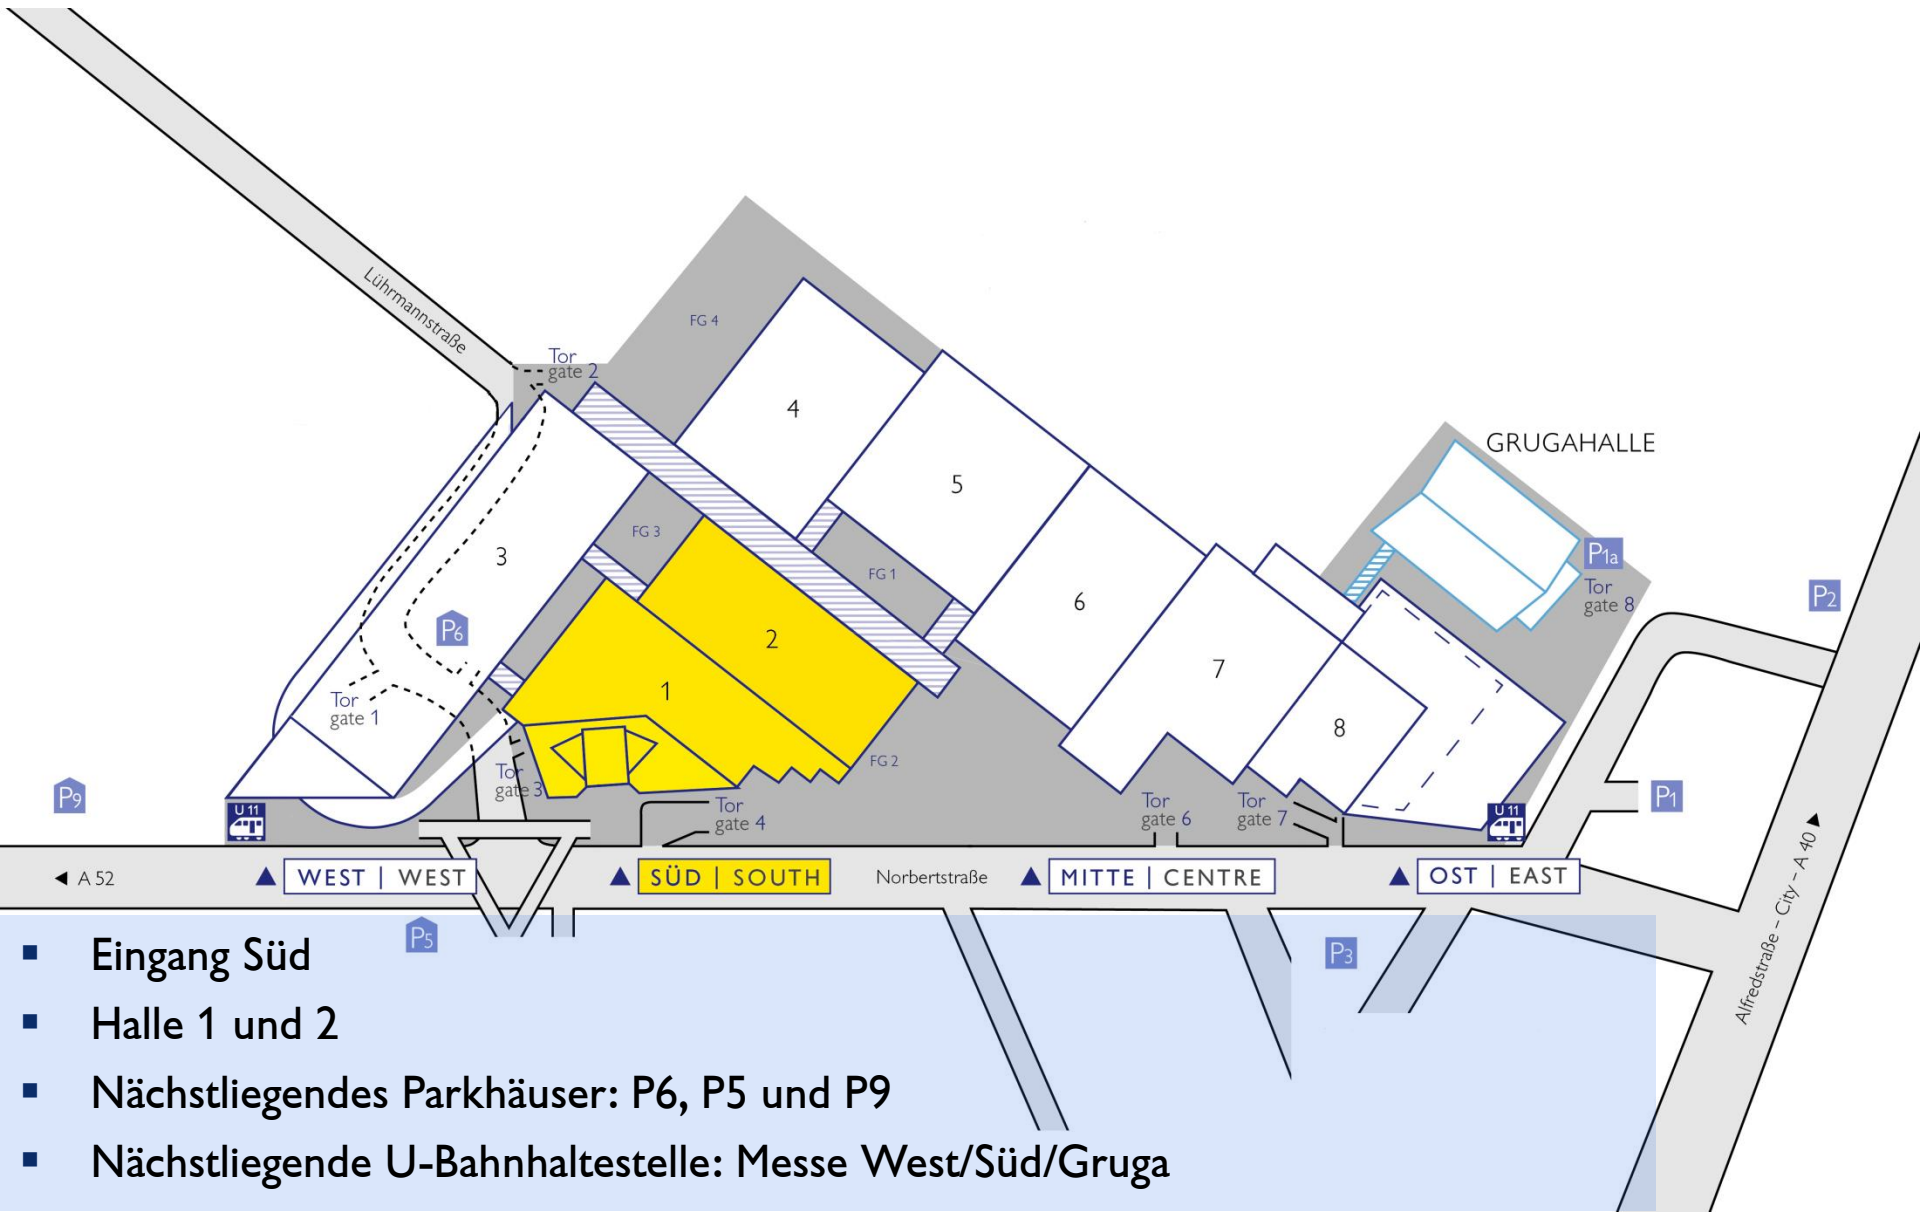 Lührmannstraße
FG 4
Tor
gate 2
4
GRUGAHALLE
5
3
FG 3
P1a
Tor
gate 8
FG 1
P2
6
P6
2
7
1
Tor
gate 1
8
FG 2
Tor
gate 3
P9
P1
U 11
Tor
gate 4
Tor
gate 6
Tor
gate 7
U 11
◄ A 52
▲ WEST | WEST
▲ SÜD | SOUTH
Norbertstraße
▲ MITTE | CENTRE
▲ OST | EAST
Alfredstraße – City – A 40 ►
P5
P3
▪ Eingang Süd
▪ Halle 1 und 2
▪ Nächstliegendes Parkhäuser: P6, P5 und P9
▪ Nächstliegende U-Bahnhaltestelle: Messe West/Süd/Gruga